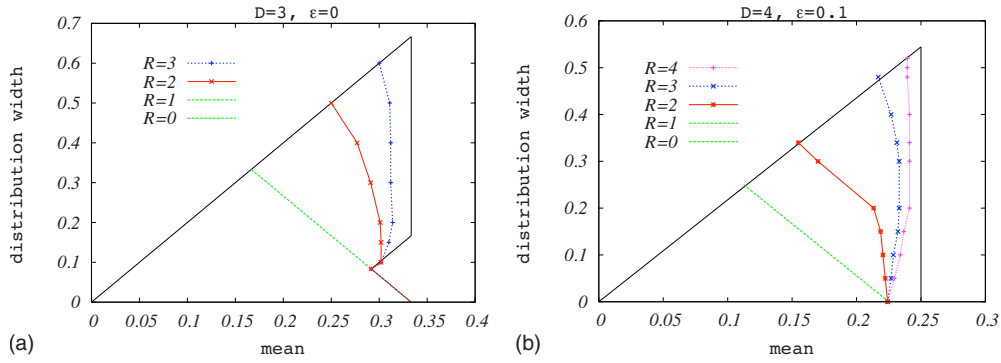 D=3, ε=0
distribution width
0.7
0.6
0.5
0.4
0.3
0.2
0.1
0
R=3
R=2
R=1
R=0
0 0.05 0.1 0.15 0.2 0.25 0.3 0.35 0.4
(a)
mean
D=4, ε=0.1
distribution width
0.6
0.5
0.4
0.3
0.2
0.1
0
R=4
R=3
R=2
R=1
R=0
0 0.05 0.1 0.15 0.2 0.25 0.3
(b)
mean